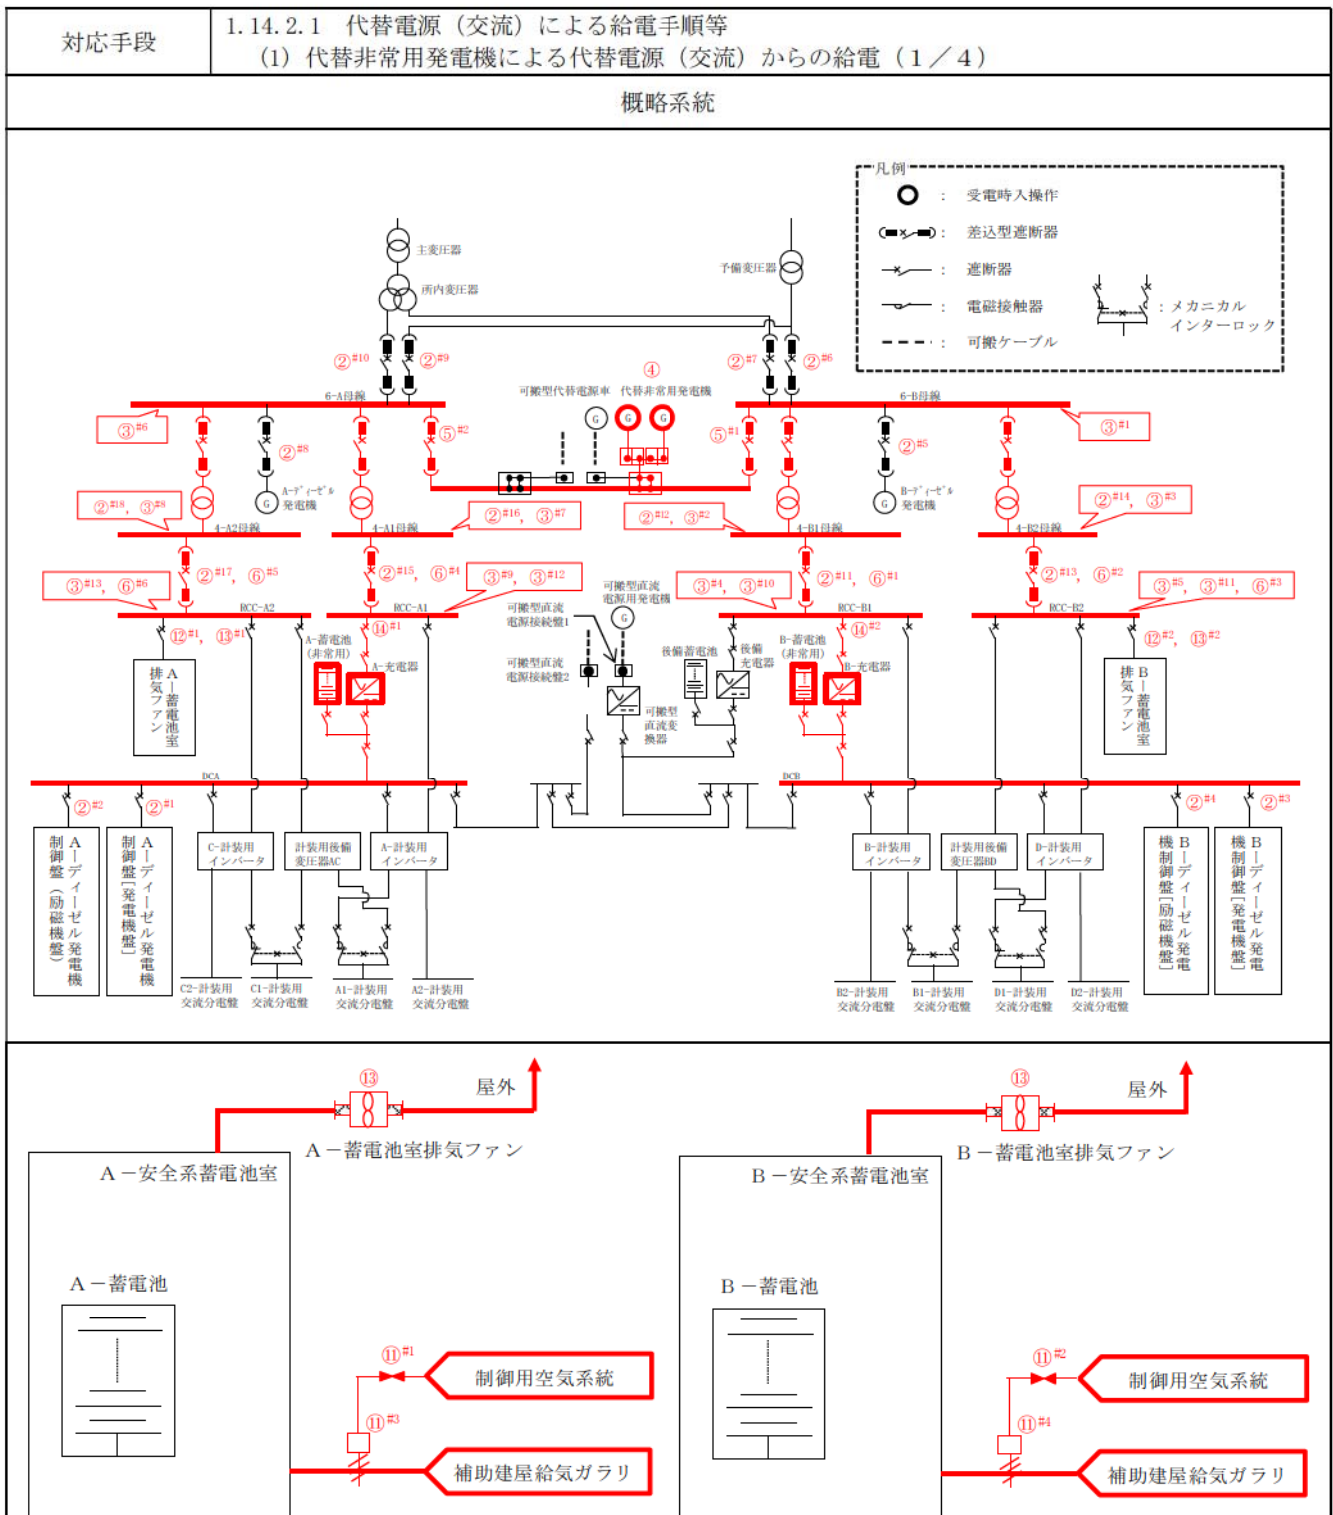 対応手段
1.14.2.1 代替電源（交流）による給電手順等
(1) 代替非常用発電機による代替電源（交流）からの給電（１／４）
概略系統
凡例
： 受電時入操作
： 差込型遮断器
： 遮断器
： 電磁接触器
： 可搬ケーブル
：メカニカル
インターロック
主変圧器
所内変圧器
予備変圧器
②#10
②#9
②#7
②#6
④
可搬型代替電源車
代替非常用発電機
G
G
G
6-A母線
6-B母線
③#6
③#1
⑤#2
⑤#1
②#8
②#5
A-ディーゼル
発電機
G
B-ディーゼル
発電機
G
②#18, ③#8
②#16, ③#7
②#12, ③#2
②#14, ③#3
4-A2母線
4-A1母線
4-B1母線
4-B2母線
②#17, ⑥#5
②#15, ⑥#4
②#11, ⑥#1
②#13, ⑥#2
③#13, ⑥#6
③#9, ③#12
③#4, ③#10
③#5, ③#11, ⑥#3
可搬型直流
電源用発電機
G
可搬型直流
電源接続盤1
可搬型直流
電源接続盤2
RCC-A2
RCC-A1
RCC-B1
RCC-B2
⑫#1, ⑬#1
⑭#1
⑭#2
⑫#2, ⑬#2
A-蓄電池
(非常用)
A-充電器
後備蓄電池
後備
充電器
B-蓄電池
(非常用)
B-充電器
A－蓄電池室
排気ファン
B－蓄電池室
排気ファン
可搬型
直流変
換器
DCA
DCB
②#2
②#1
②#4
②#3
A－ディーゼル発電機
制御盤（励磁機盤）
A－ディーゼル発電機
制御盤[発電機盤]
C-計装用
インバータ
計装用後備
変圧器AC
A-計装用
インバータ
B-計装用
インバータ
計装用後備
変圧器BD
D-計装用
インバータ
B－ディーゼル発電
機制御盤[励磁機盤]
B－ディーゼル発電
機制御盤[発電機盤]
C2-計装用
交流分電盤
C1-計装用
交流分電盤
A1-計装用
交流分電盤
A2-計装用
交流分電盤
B2-計装用
交流分電盤
B1-計装用
交流分電盤
D1-計装用
交流分電盤
D2-計装用
交流分電盤
⑬
屋外
A－蓄電池室排気ファン
A－安全系蓄電池室
A－蓄電池
⑪#1
制御用空気系統
⑪#3
補助建屋給気ガラリ
⑬
屋外
B－蓄電池室排気ファン
B－安全系蓄電池室
B－蓄電池
⑪#2
制御用空気系統
⑪#4
補助建屋給気ガラリ